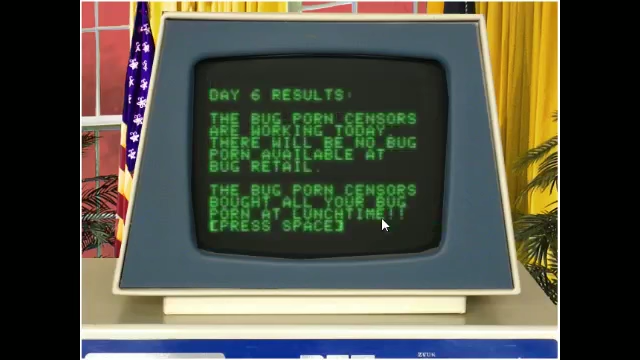 DAY 6 RESULTS:
THE BUG PORN CENSORS
ARE WORKING TODAY.
THERE WILL BE NO BUG
PORN AVAILABLE AT
BUG RETAIL.
THE BUG PORN CENSORS
BOUGHT ALL YOUR BUG
PORN AT LUNCHTIME!!
[PRESS SPACE]